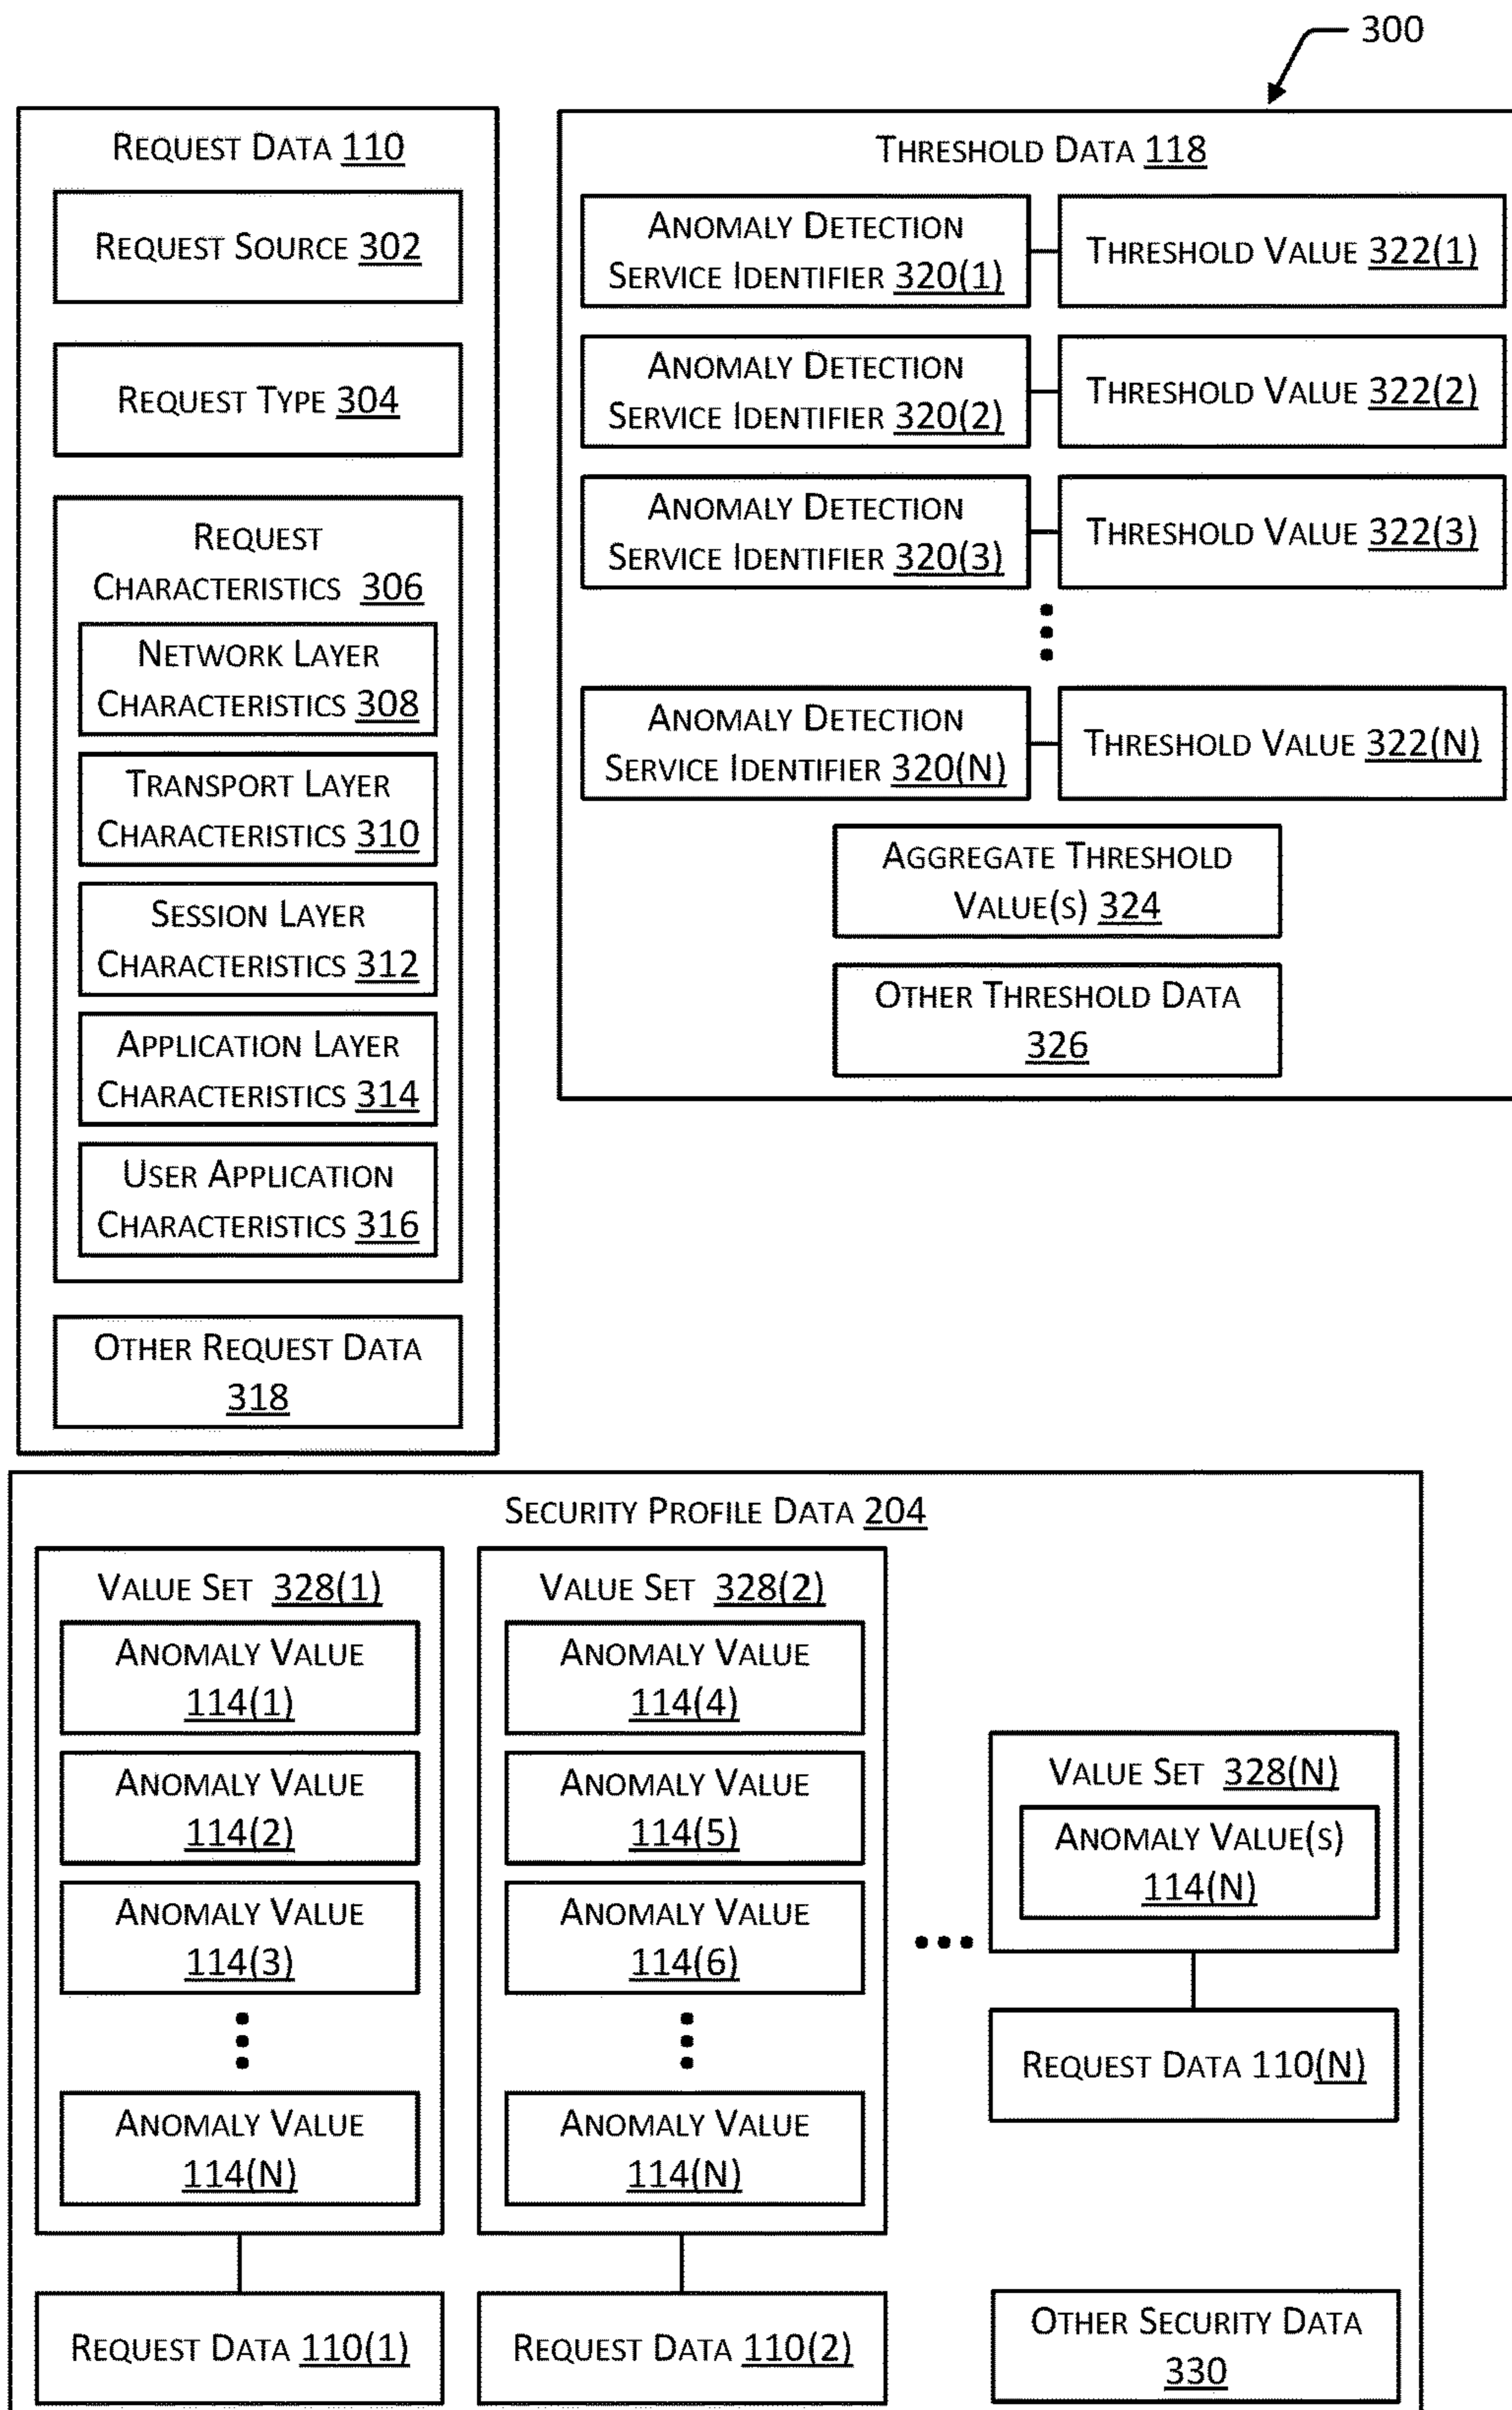 300
REQUEST DATA 110
REQUEST SOURCE 302
REQUEST TYPE 304
REQUEST
CHARACTERISTICS 306
NETWORK LAYER
CHARACTERISTICS 308
TRANSPORT LAYER
CHARACTERISTICS 310
SESSION LAYER
CHARACTERISTICS 312
APPLICATION LAYER
CHARACTERISTICS 314
USER APPLICATION
CHARACTERISTICS 316
OTHER REQUEST DATA
318
THRESHOLD DATA 118
ANOMALY DETECTION
SERVICE IDENTIFIER 320(1)
THRESHOLD VALUE 322(1)
ANOMALY DETECTION
SERVICE IDENTIFIER 320(2)
THRESHOLD VALUE 322(2)
ANOMALY DETECTION
SERVICE IDENTIFIER 320(3)
THRESHOLD VALUE 322(3)
ANOMALY DETECTION
SERVICE IDENTIFIER 320(N)
THRESHOLD VALUE 322(N)
AGGREGATE THRESHOLD
VALUE(S) 324
OTHER THRESHOLD DATA
326
SECURITY PROFILE DATA 204
VALUE SET 328(1)
ANOMALY VALUE
114(1)
ANOMALY VALUE
114(2)
ANOMALY VALUE
114(3)
ANOMALY VALUE
114(N)
REQUEST DATA 110(1)
VALUE SET 328(2)
ANOMALY VALUE
114(4)
ANOMALY VALUE
114(5)
ANOMALY VALUE
114(6)
ANOMALY VALUE
114(N)
REQUEST DATA 110(2)
VALUE SET 328(N)
ANOMALY VALUE(S)
114(N)
REQUEST DATA 110(N)
OTHER SECURITY DATA
330